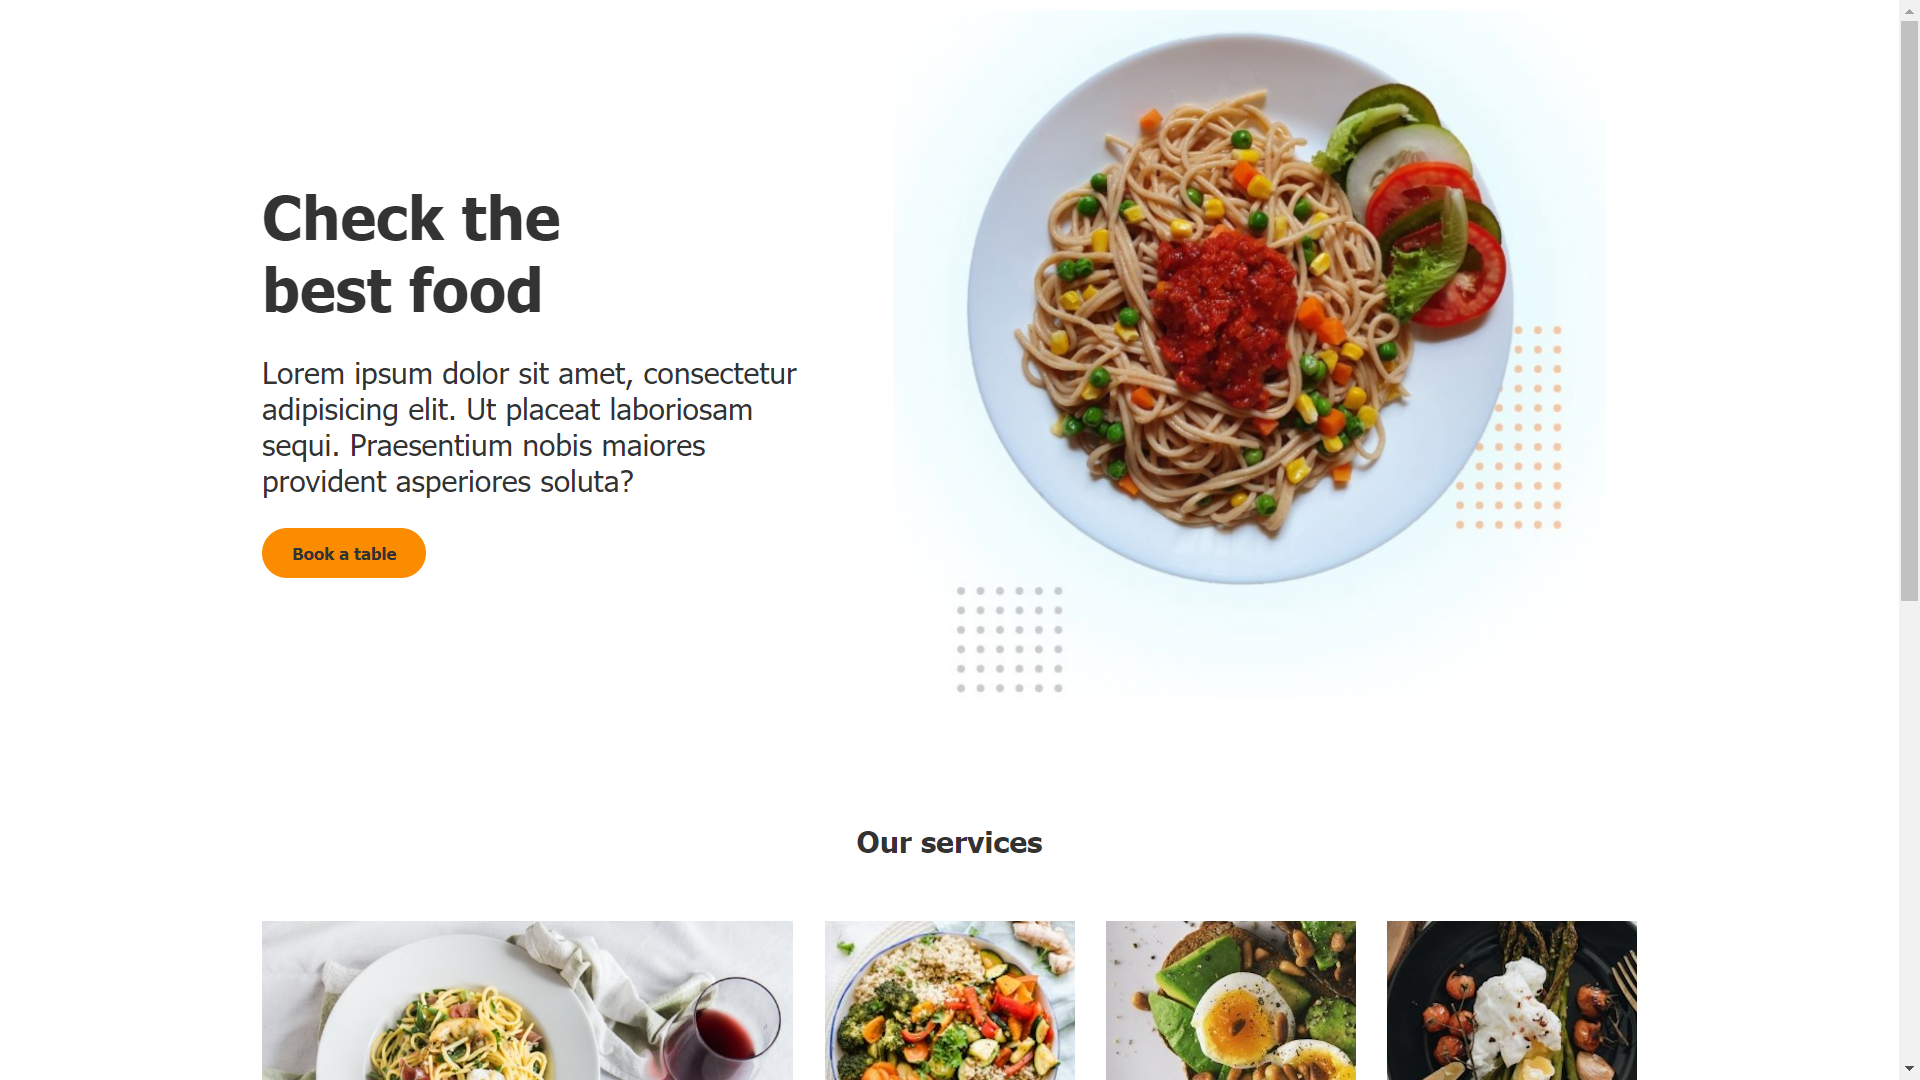 Check the
best food
Lorem ipsum dolor sit amet, consectetur
adipisicing elit. Ut placeat laboriosam
sequi. Praesentium nobis maiores
provident asperiores soluta?
Book a table
Our services